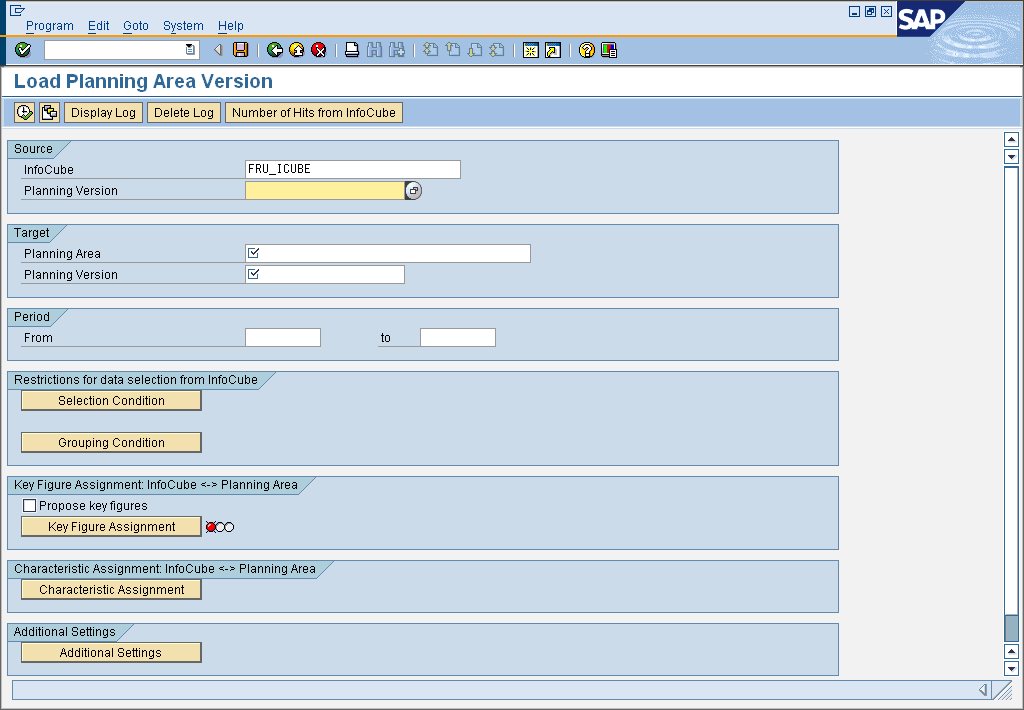 Program Edit Goto System Help
SAP
Load Planning Area Version
Display Log Delete Log Number of Hits from InfoCube
Source
InfoCube FRU_ICUBE
Planning Version
Target
Planning Area
Planning Version
Period
From to
Restrictions for data selection from InfoCube
Selection Condition
Grouping Condition
Key Figure Assignment: InfoCube <-> Planning Area
Propose key figures
Key Figure Assignment
Characteristic Assignment: InfoCube <-> Planning Area
Characteristic Assignment
Additional Settings
Additional Settings